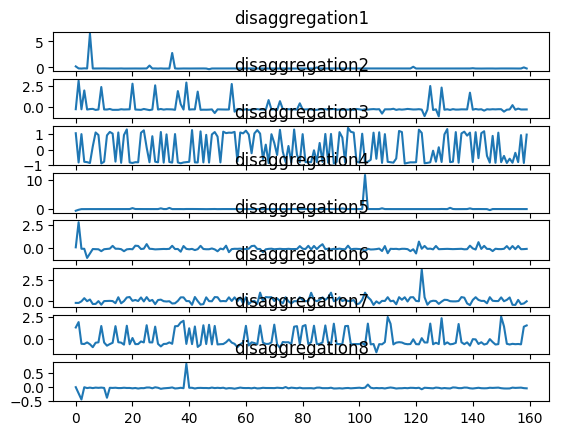 disaggregation1
5
0
disaggregation2
2.5
0.0
disaggregation3
1
0
−1
disaggregation4
10
0
disaggregation5
2.5
0.0
disaggregation6
2.5
0.0
disaggregation7
2.5
0.0
disaggregation8
0.5
0.0
−0.5
0 20 40 60 80 100 120 140 160